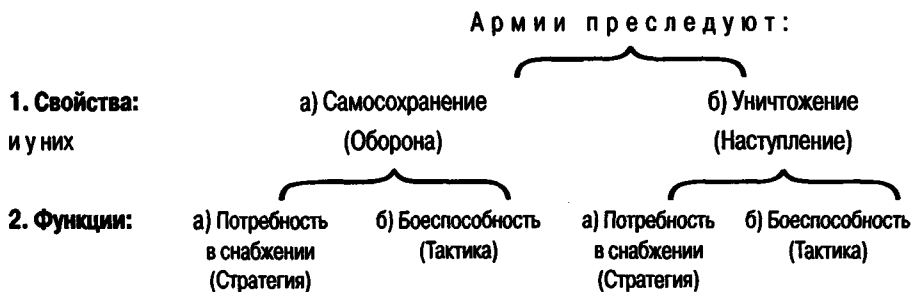 Армии преследуют:
1. Свойства: а) Самосохранение б) Уничтожение
и у них (Оборона) (Наступление)
2. Функции: а) Потребность б) Боеспособность а) Потребность б) Боеспособность
в снабжении (Тактика) в снабжении (Тактика)
(Стратегия) (Стратегия)